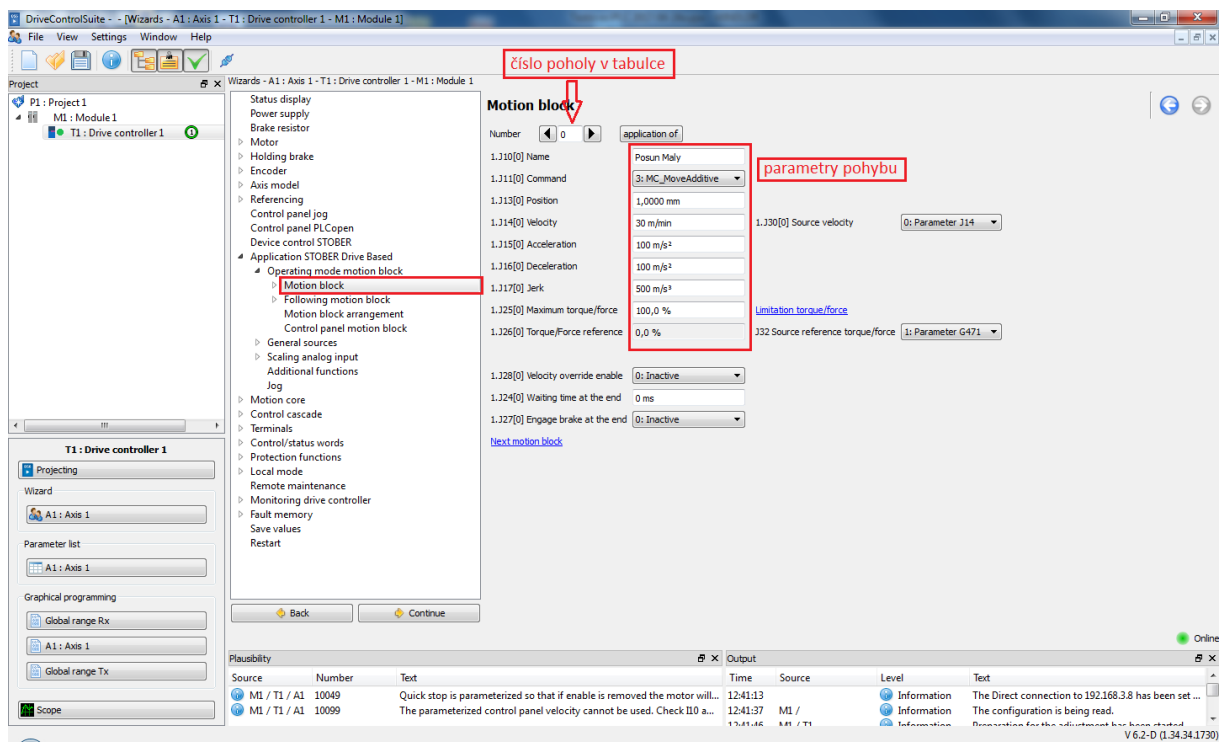 DriveControlSuite - - [Wizards - A1 : Axis 1 - T1 : Drive controller 1 - M1 : Module 1]
File View Settings Window Help
číslo poholy v tabulce
Project
P1 : Project 1
M1 : Module 1
T1 : Drive controller 1
Wizards - A1 : Axis 1 - T1 : Drive controller 1 - M1 : Module 1
Status display
Power supply
Brake resistor
Motor
Holding brake
Encoder
Axis model
Referencing
Control panel jog
Control panel PLCopen
Device control STOBER
Application STOBER Drive Based
Operating mode motion block
Motion block
Following motion block
Motion block arrangement
Control panel motion block
General sources
Scaling analog input
Additional functions
Jog
Motion core
Control cascade
Terminals
Control/status words
Protection functions
Local mode
Remote maintenance
Monitoring drive controller
Fault memory
Save values
Restart
Back Continue
Motion block
Number 0 application of
1.J10[0] Name Posun Maly
parametry pohybu
1.J11[0] Command 3: MC_MoveAdditive
1.J13[0] Position 1,0000 mm
1.J14[0] Velocity 30 m/min 1.J30[0] Source velocity 0: Parameter J14
1.J15[0] Acceleration 100 m/s²
1.J16[0] Deceleration 100 m/s²
1.J17[0] Jerk 500 m/s³
1.J25[0] Maximum torque/force 100,0 % Limitation torque/force
1.J26[0] Torque/Force reference 0,0 % J32 Source reference torque/force 1: Parameter G471
1.J28[0] Velocity override enable 0: Inactive
1.J24[0] Waiting time at the end 0 ms
1.J27[0] Engage brake at the end 0: Inactive
Next motion block
T1 : Drive controller 1
Projecting
Wizard
A1 : Axis 1
Parameter list
A1 : Axis 1
Graphical programming
Global range Rx
A1 : Axis 1
Global range Tx
Scope
Online
Plausibility
Source Number Text
M1 / T1 / A1 10049 Quick stop is parameterized so that if enable is removed the motor will...
M1 / T1 / A1 10099 The parameterized control panel velocity cannot be used. Check I10 a...
Output
Time Source Level Text
12:41:13 Information The Direct connection to 192.168.3.8 has been set ...
12:41:37 M1 / Information The configuration is being read.
12:41:46 M1 / T1 Information Preparation for the adjustment has been started
V 6.2-D (1.34.34.1730)